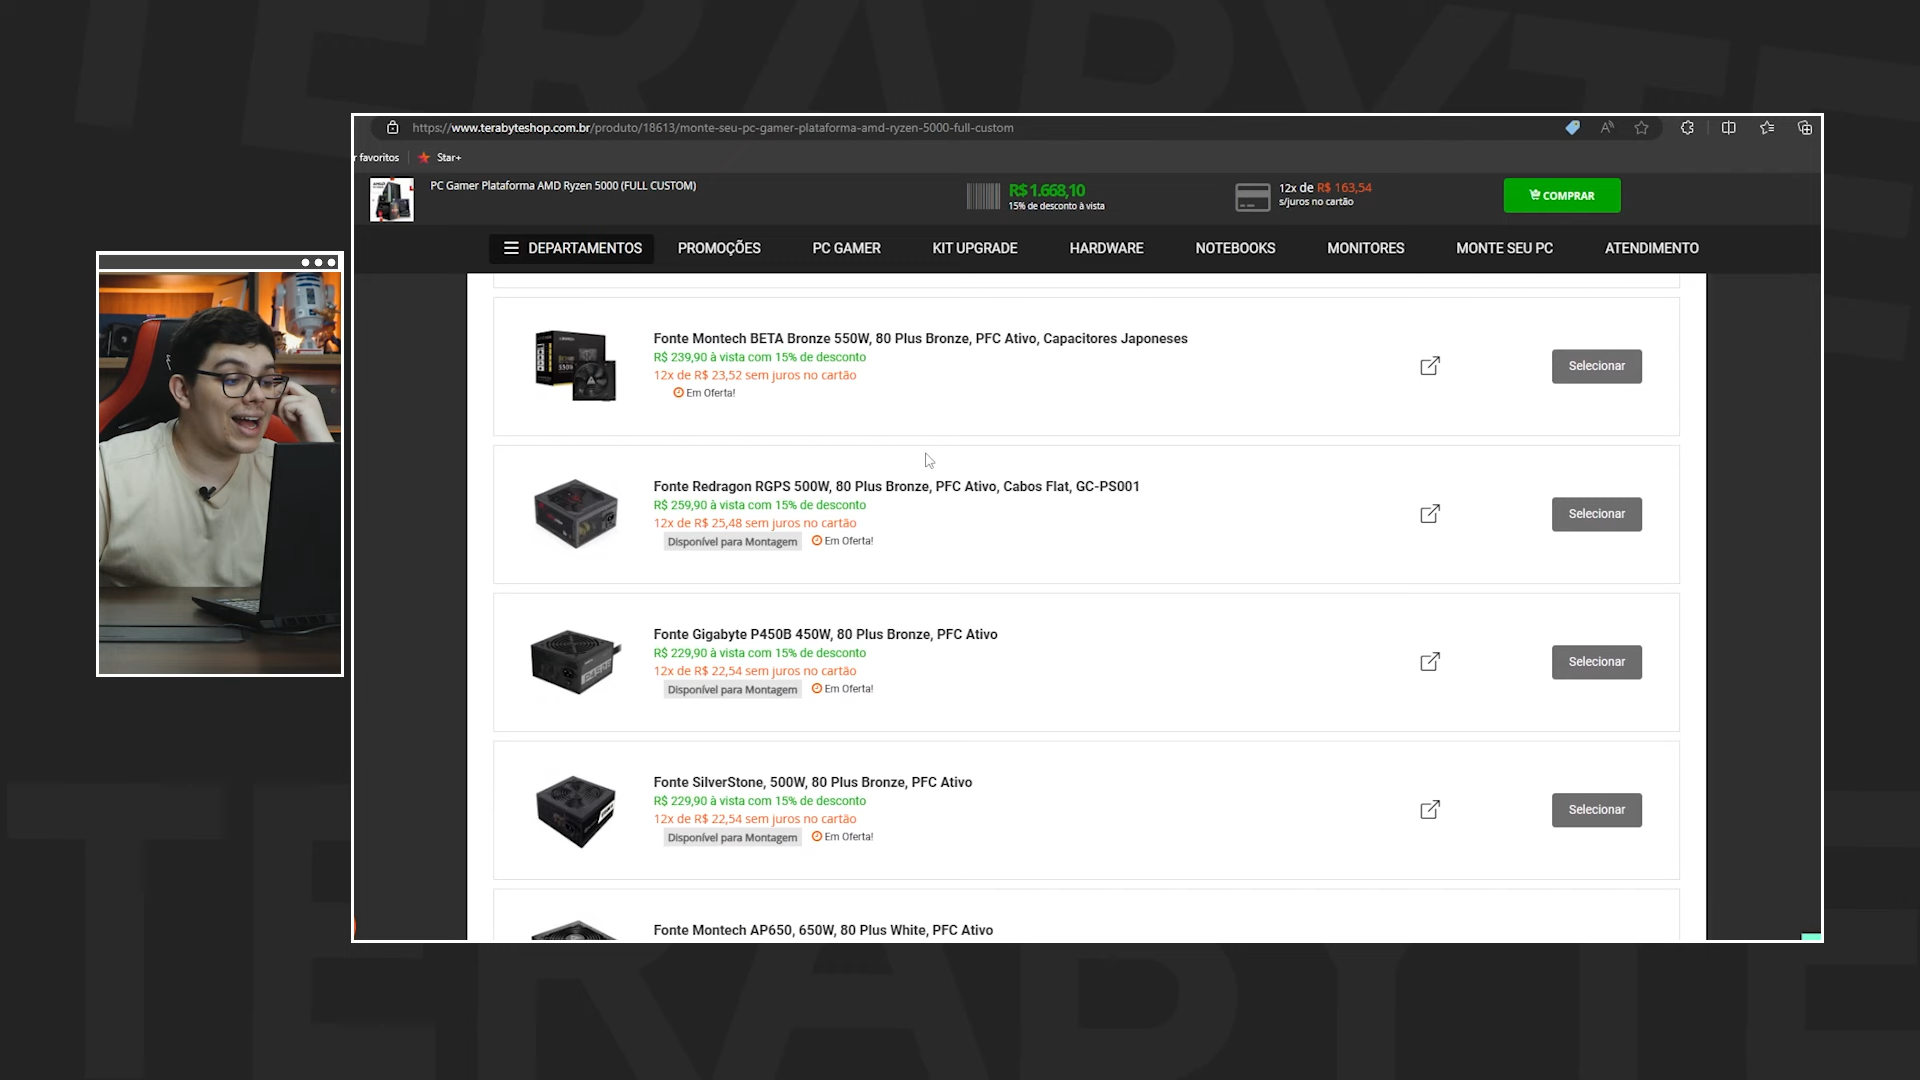 https://www.terabyteshop.com.br/produto/18613/monte-seu-pc-gamer-plataforma-amd-ryzen-5000-full-custom
r favoritos
Star+
PC Gamer Plataforma AMD Ryzen 5000 (FULL CUSTOM)
R$ 1.668,10
15% de desconto à vista
12x de R$ 163,54
s/juros no cartão
COMPRAR
DEPARTAMENTOS PROMOÇÕES PC GAMER KIT UPGRADE HARDWARE NOTEBOOKS MONITORES MONTE SEU PC ATENDIMENTO
Fonte Montech BETA Bronze 550W, 80 Plus Bronze, PFC Ativo, Capacitores Japoneses
R$ 239,90 à vista com 15% de desconto
12x de R$ 23,52 sem juros no cartão
Em Oferta!
Selecionar
Fonte Redragon RGPS 500W, 80 Plus Bronze, PFC Ativo, Cabos Flat, GC-PS001
R$ 259,90 à vista com 15% de desconto
12x de R$ 25,48 sem juros no cartão
Disponível para Montagem Em Oferta!
Selecionar
Fonte Gigabyte P450B 450W, 80 Plus Bronze, PFC Ativo
R$ 229,90 à vista com 15% de desconto
12x de R$ 22,54 sem juros no cartão
Disponível para Montagem Em Oferta!
Selecionar
Fonte SilverStone, 500W, 80 Plus Bronze, PFC Ativo
R$ 229,90 à vista com 15% de desconto
12x de R$ 22,54 sem juros no cartão
Disponível para Montagem Em Oferta!
Selecionar
Fonte Montech AP650, 650W, 80 Plus White, PFC Ativo
TERABYTE
TERABYTE